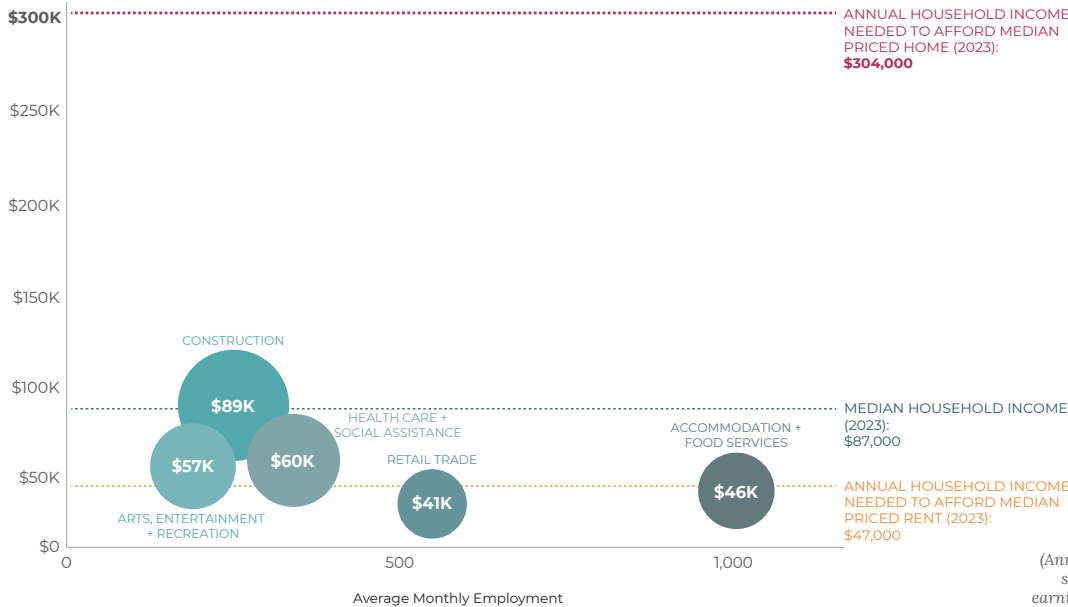 $300K
ANNUAL HOUSEHOLD INCOME
NEEDED TO AFFORD MEDIAN
PRICED HOME (2023):
$304,000
$250K
$200K
$150K
CONSTRUCTION
$100K
$89K
MEDIAN HOUSEHOLD INCOME
(2023):
$87,000
HEALTH CARE +
SOCIAL ASSISTANCE
ACCOMMODATION +
FOOD SERVICES
RETAIL TRADE
$57K
$60K
$50K
$41K
$46K
ANNUAL HOUSEHOLD INCOME
NEEDED TO AFFORD MEDIAN
PRICED RENT (2023):
$47,000
ARTS, ENTERTAINMENT
+ RECREATION
$0
0
500
1,000
Average Monthly Employment